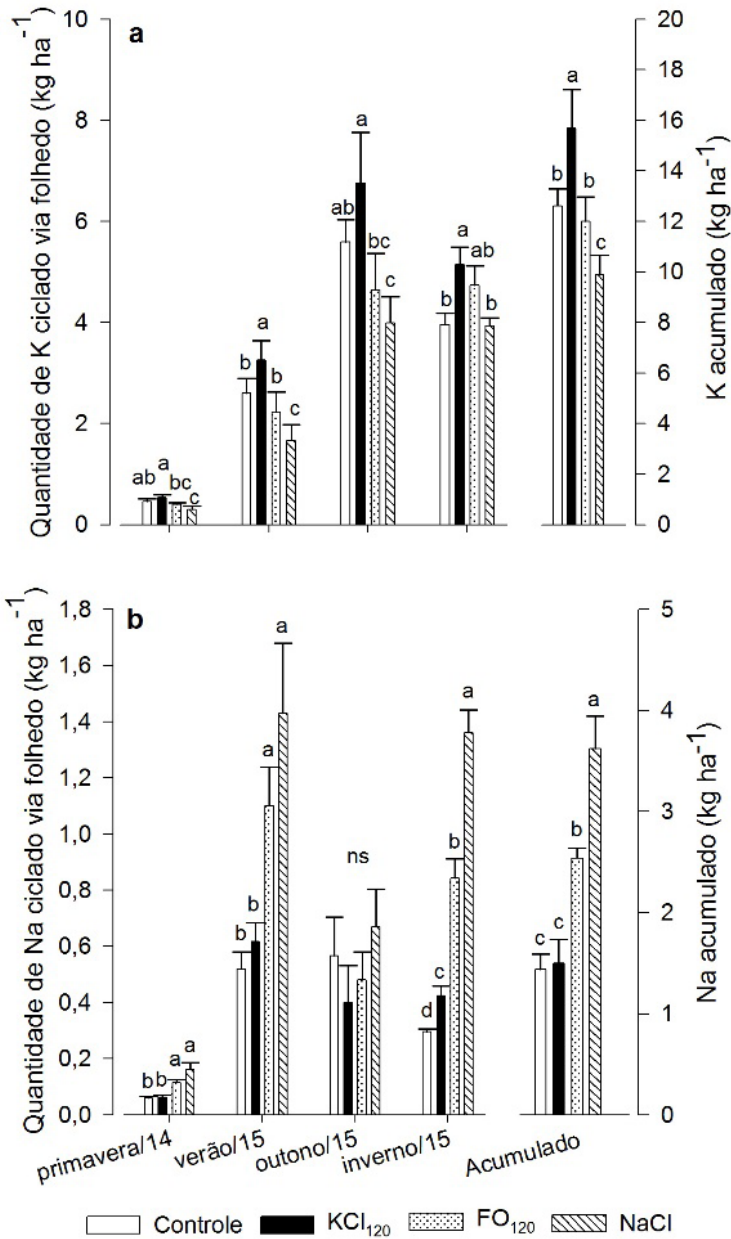 a
Quantidade de K ciclado via folhedo (kg ha⁻¹)
10
8
6
4
2
0
ab a bc c
b a b c
ab a bc c
b a ab b
b a b c
20
18
16
14
12
10
8
6
4
2
0
K acumulado (kg ha⁻¹)
b
Quantidade de Na ciclado via folhedo (kg ha⁻¹)
1,8
1,6
1,4
1,2
1,0
0,8
0,6
0,4
0,2
0,0
b b a a
b b a a
ns
d c b a
c c b a
5
4
3
2
1
0
Na acumulado (kg ha⁻¹)
primavera/14
verão/15
outono/15
inverno/15
Acumulado
Controle KCl₁₂₀ FO₁₂₀ NaCl